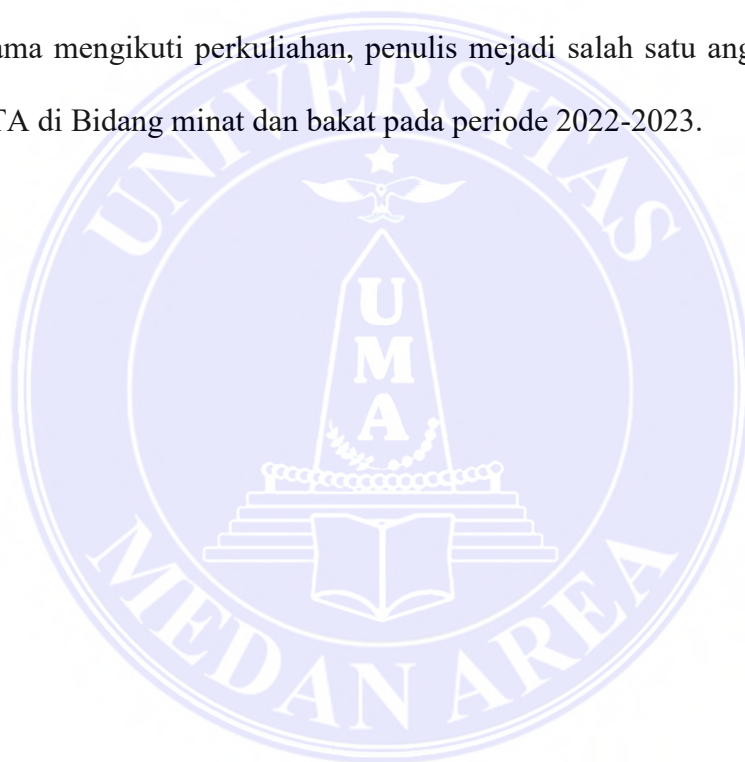 ama mengikuti perkuliahan, penulis mejadi salah satu ang
TA di Bidang minat dan bakat pada periode 2022-2023.
UNIVERSITAS
U
M
A
MEDAN AREA